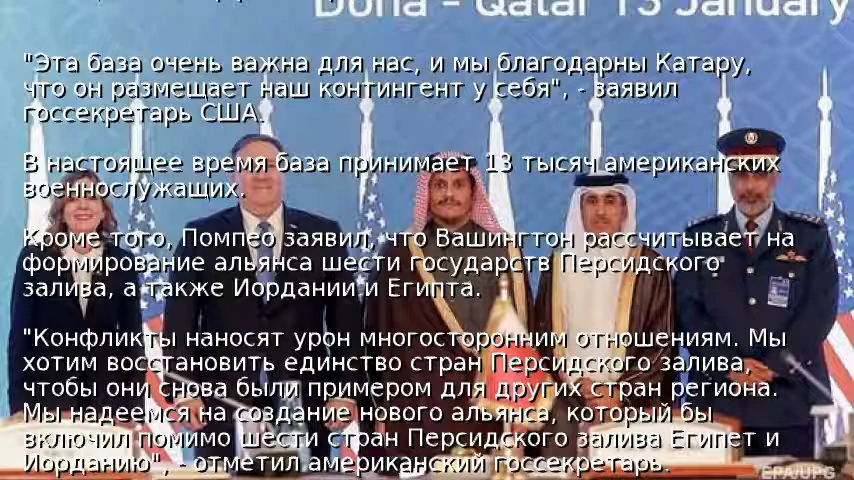 Doha - Qatar 13 January
"Эта база очень важна для нас, и мы благодарны Катару,
что он размещает наш контингент у себя", - заявил
госсекретарь США.
В настоящее время база принимает 13 тысяч американских
военнослужащих.
Кроме того, Помпео заявил, что Вашингтон рассчитывает на
формирование альянса шести государств Персидского
залива, а также Иордании и Египта.
"Конфликты наносят урон многосторонним отношениям. Мы
хотим восстановить единство стран Персидского залива,
чтобы они снова были примером для других стран региона.
Мы надеемся на создание нового альянса, который бы
включил помимо шести стран Персидского залива Египет и
Иорданию", - отметил американский госсекретарь.
EPA/UPG